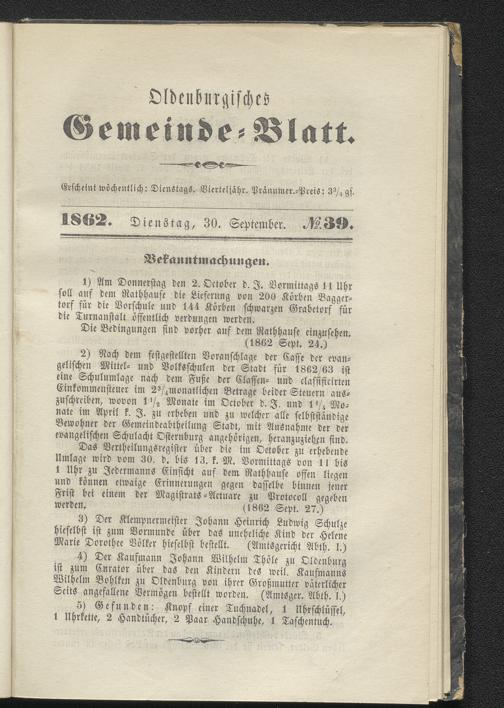 Oldenburgisches
Gemeinde-Blatt.
Erscheint wöchentlich: Dienstags. Vierteljähr. Pränumer.-Preis: 3¾ gs.
1862. Dienstag, 30. September. № 39.
Bekanntmachungen.
1) Am Donnerstag den 2. October d. J. Vormittags 11 Uhr
soll auf dem Rathhause die Lieferung von 200 Körben Bagger-
torf für die Vorschule und 144 Körben schwarzen Grabetorf für
die Turnanstalt öffentlich verdungen werden.
Die Bedingungen sind vorher auf dem Rathhause einzusehen.
(1862 Sept. 24.)
2) Nach dem festgestellten Voranschlage der Casse der evan-
gelischen Mittel- und Volksschulen der Stadt für 1862/63 ist
eine Schulumlage nach dem Fuße der Classen- und classificirten
Einkommensteuer im 2¾monatlichen Betrage beider Steuern aus-
zuschreiben, wovon 1½ Monate im October d. J. und 1¼ Mo-
nate im April k. J. zu erheben und zu welcher alle selbstständige
Bewohner der Gemeindeabtheilung Stadt, mit Ausnahme der der
evangelischen Schulacht Osternburg angehörigen, heranzuziehen sind.
Das Vertheilungsregister über die im October zu erhebende
Umlage wird vom 30. d. bis 13. k. M. Vormittags von 11 bis
1 Uhr zu Jedermanns Einsicht auf dem Rathhause offen liegen
und können etwaige Erinnerungen gegen dasselbe binnen jener
Frist bei einem der Magistrats-Actuare zu Protocoll gegeben
werden. (1862 Sept. 27.)
3) Der Klempnermeister Johann Heinrich Ludwig Schulze
hieselbst ist zum Vormunde über das uneheliche Kind der Helene
Marie Dorothee Völker hieselbst bestellt. (Amtsgericht Abth. I.)
4) Der Kaufmann Johann Wilhelm Thöle zu Oldenburg
ist zum Curator über das den Kindern des weil. Kaufmanns
Wilhelm Bohlken zu Oldenburg von ihrer Großmutter väterlicher
Seits angefallene Vermögen bestellt worden. (Amtsger. Abth. I.)
5) Gefunden: Knopf einer Tuchnadel, 1 Uhrschlüssel,
1 Uhrkette, 2 Handtücher, 2 Paar Handschuhe, 1 Taschentuch.